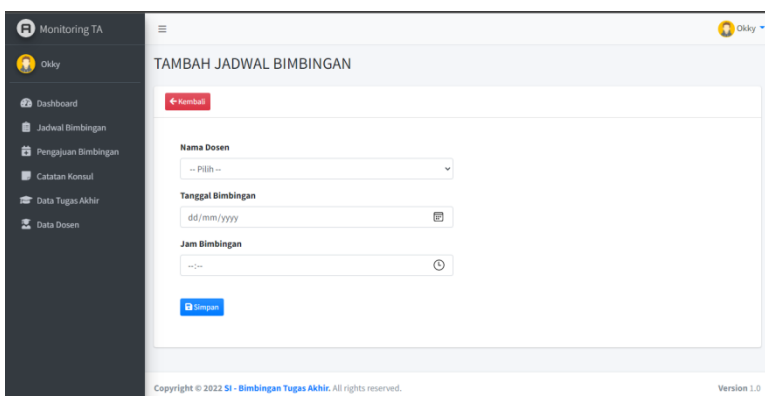 Monitoring TA
Okky
Okky
Dashboard
Jadwal Bimbingan
Pengajuan Bimbingan
Catatan Konsul
Data Tugas Akhir
Data Dosen
TAMBAH JADWAL BIMBINGAN
Kembali
Nama Dosen
-- Pilih --
Tanggal Bimbingan
dd/mm/yyyy
Jam Bimbingan
--:--
Simpan
Copyright © 2022 SI - Bimbingan Tugas Akhir. All rights reserved.
Version 1.0